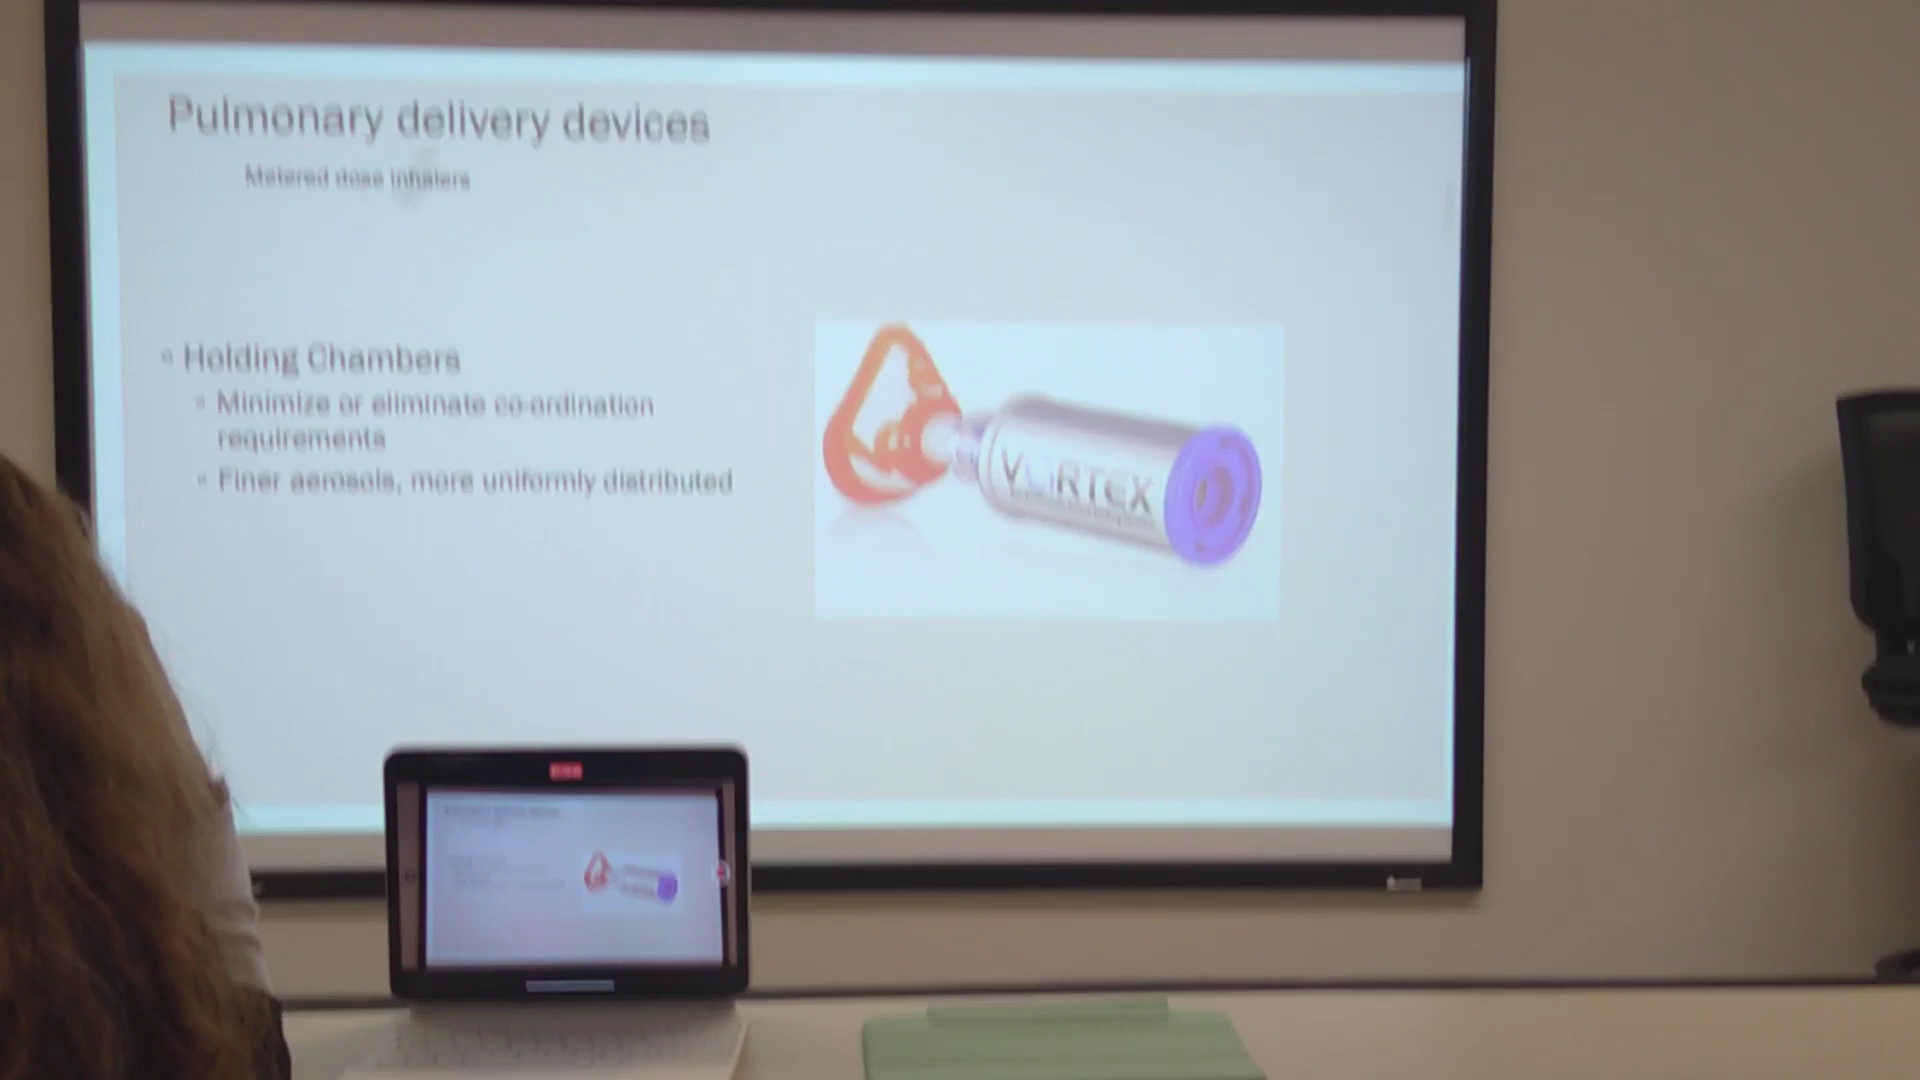 Pulmonary delivery devices
Metered dose inhalers
Holding Chambers
Minimize or eliminate co-ordination
requirements
Finer aerosols, more uniformly distributed
VORTEX